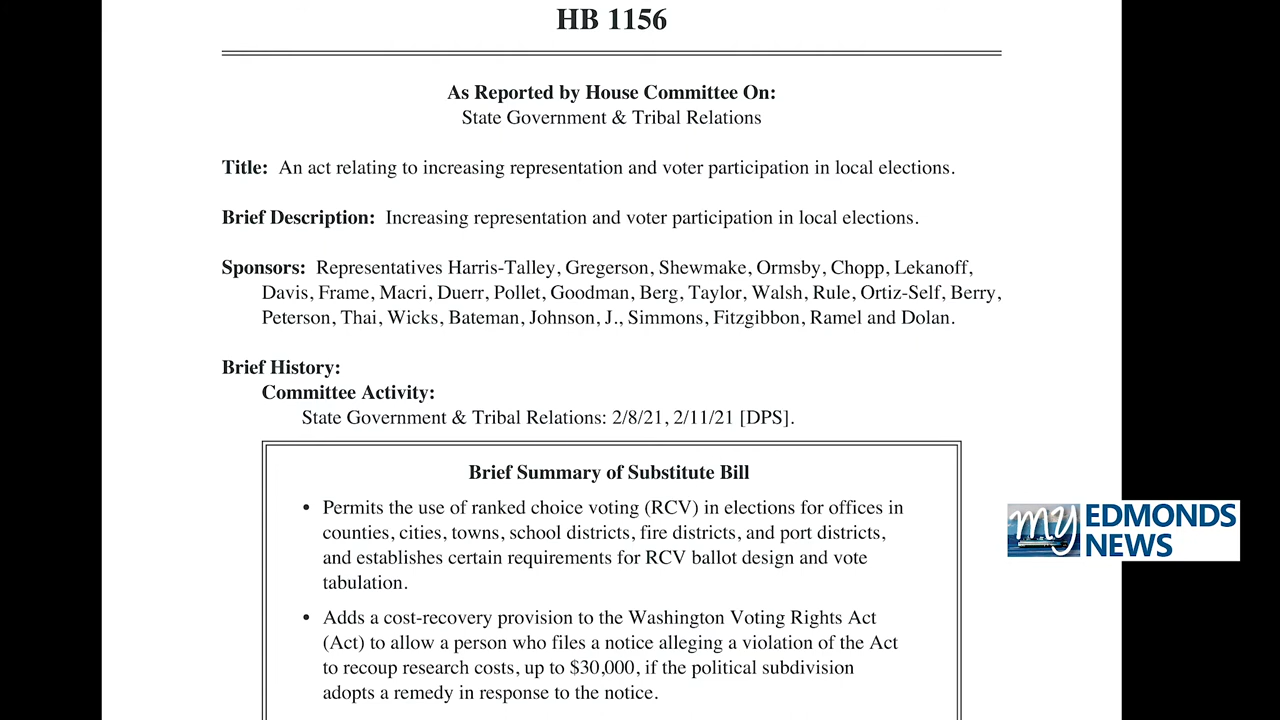 HB 1156
As Reported by House Committee On:
State Government & Tribal Relations
Title: An act relating to increasing representation and voter participation in local elections.
Brief Description: Increasing representation and voter participation in local elections.
Sponsors: Representatives Harris-Talley, Gregerson, Shewmake, Ormsby, Chopp, Lekanoff,
Davis, Frame, Macri, Duerr, Pollet, Goodman, Berg, Taylor, Walsh, Rule, Ortiz-Self, Berry,
Peterson, Thai, Wicks, Bateman, Johnson, J., Simmons, Fitzgibbon, Ramel and Dolan.
Brief History:
Committee Activity:
State Government & Tribal Relations: 2/8/21, 2/11/21 [DPS].
Brief Summary of Substitute Bill
• Permits the use of ranked choice voting (RCV) in elections for offices in
counties, cities, towns, school districts, fire districts, and port districts,
and establishes certain requirements for RCV ballot design and vote
tabulation.
• Adds a cost-recovery provision to the Washington Voting Rights Act
(Act) to allow a person who files a notice alleging a violation of the Act
to recoup research costs, up to $30,000, if the political subdivision
adopts a remedy in response to the notice.
my EDMONDS
NEWS